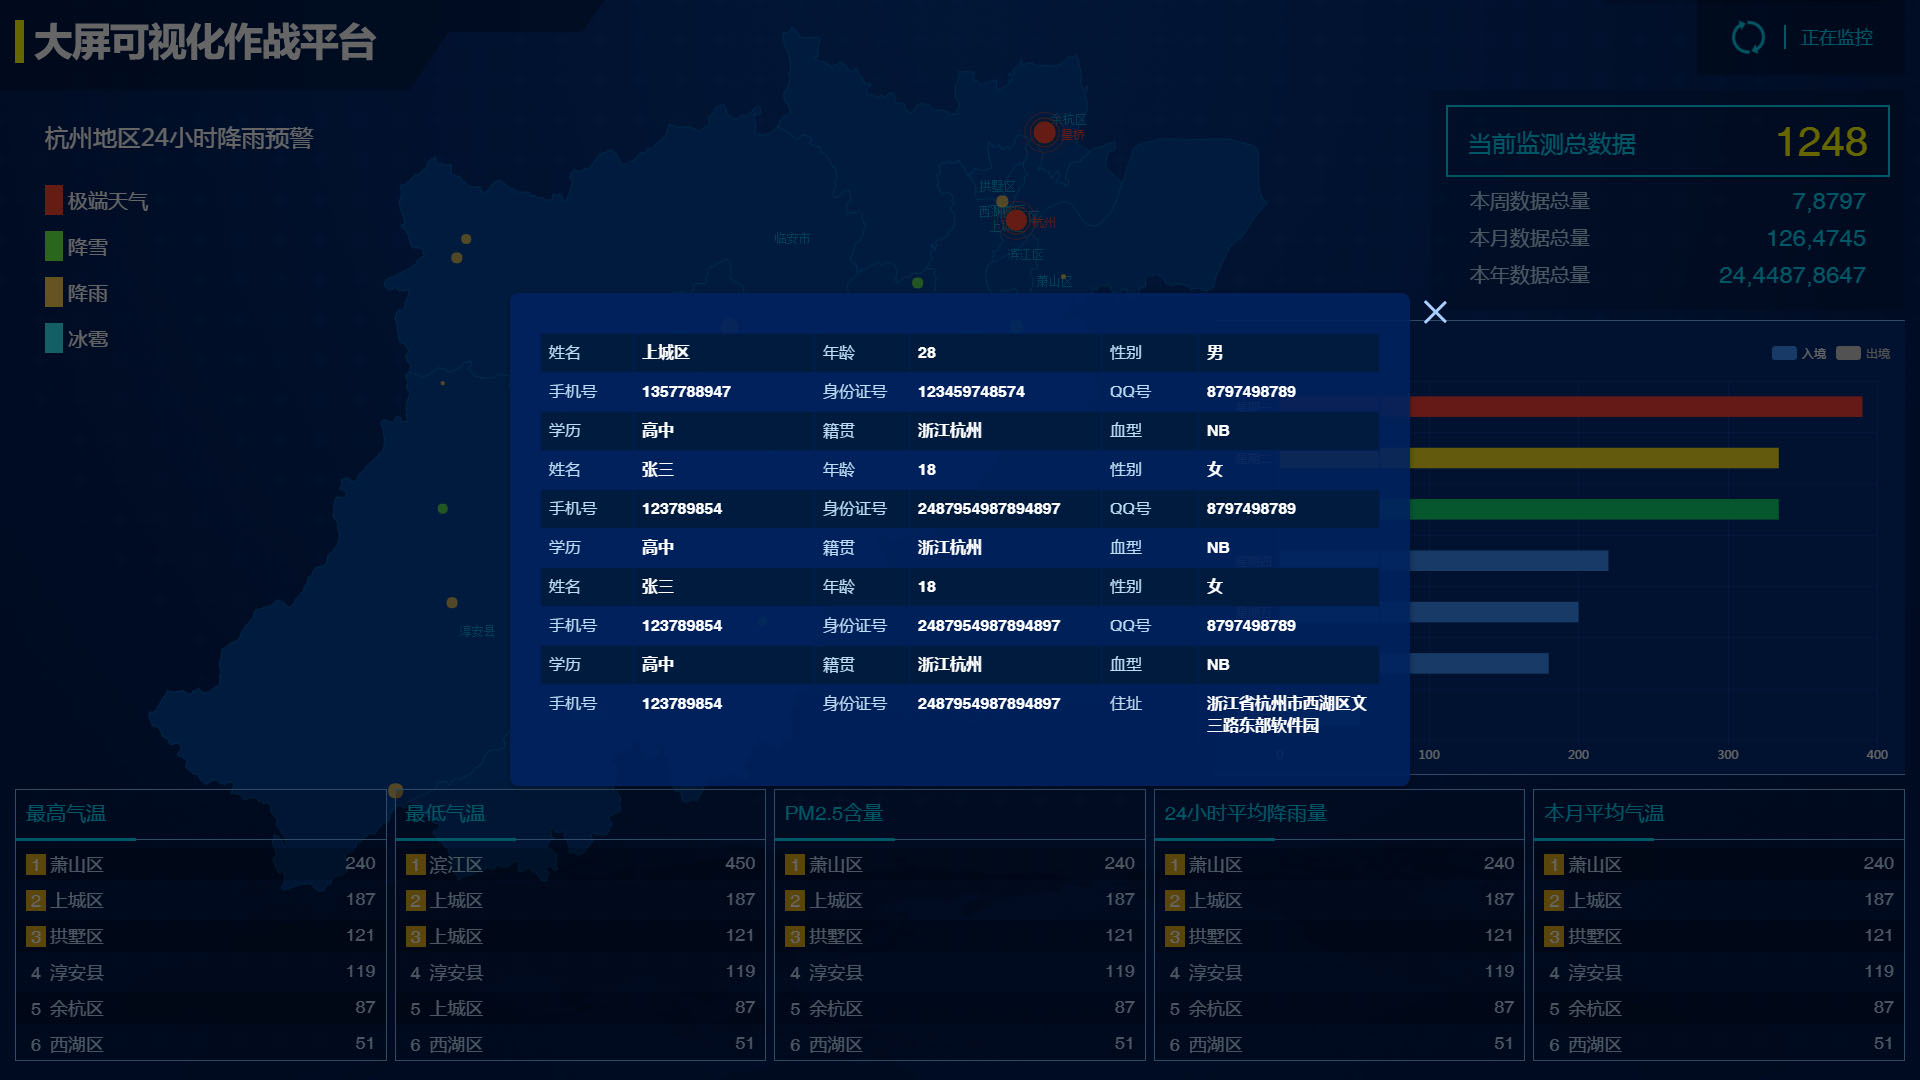 大屏可视化作战平台
正在监控
杭州地区24小时降雨预警
极端天气
降雪
降雨
冰雹
余杭区
星桥
拱墅区
杭州
临安市
滨江区
萧山区
淳安县
当前监测总数据 1248
本周数据总量 7,8797
本月数据总量 126,4745
本年数据总量 24,4487,8647
入境 出境
姓名 上城区 年龄 28 性别 男
手机号 1357788947 身份证号 123459748574 QQ号 8797498789
学历 高中 籍贯 浙江杭州 血型 NB
姓名 张三 年龄 18 性别 女
手机号 123789854 身份证号 2487954987894897 QQ号 8797498789
学历 高中 籍贯 浙江杭州 血型 NB
姓名 张三 年龄 18 性别 女
手机号 123789854 身份证号 2487954987894897 QQ号 8797498789
学历 高中 籍贯 浙江杭州 血型 NB
手机号 123789854 身份证号 2487954987894897 住址 浙江省杭州市西湖区文
三路东部软件园
0 100 200 300 400
最高气温
1 萧山区 240
2 上城区 187
3 拱墅区 121
4 淳安县 119
5 余杭区 87
6 西湖区 51
最低气温
1 滨江区 450
2 上城区 187
3 上城区 121
4 淳安县 119
5 上城区 87
6 西湖区 51
PM2.5含量
1 萧山区 240
2 上城区 187
3 拱墅区 121
4 淳安县 119
5 余杭区 87
6 西湖区 51
24小时平均降雨量
1 萧山区 240
2 上城区 187
3 拱墅区 121
4 淳安县 119
5 余杭区 87
6 西湖区 51
本月平均气温
1 萧山区 240
2 上城区 187
3 拱墅区 121
4 淳安县 119
5 余杭区 87
6 西湖区 51